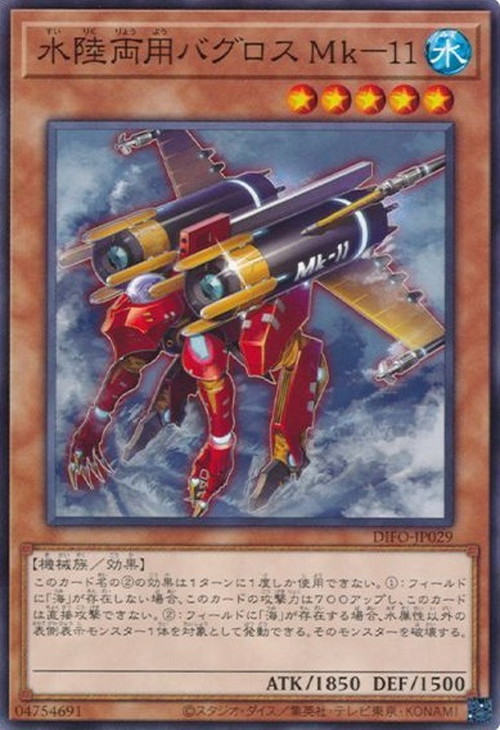 水陸両用バグロスMk－11
水
Mk-11
DIFO-JP029
【機械族／効果】
このカード名の②の効果は１ターンに１度しか使用できない。①：フィールド
に「海」が存在しない場合、このカードの攻撃力は７００アップし、このカード
は直接攻撃できない。②：フィールドに「海」が存在する場合、水属性以外の
表側表示モンスター１体を対象として発動できる。そのモンスターを破壊する。
ATK/1850 DEF/1500
04754691 ©スタジオ・ダイス／集英社・テレビ東京・KONAMI